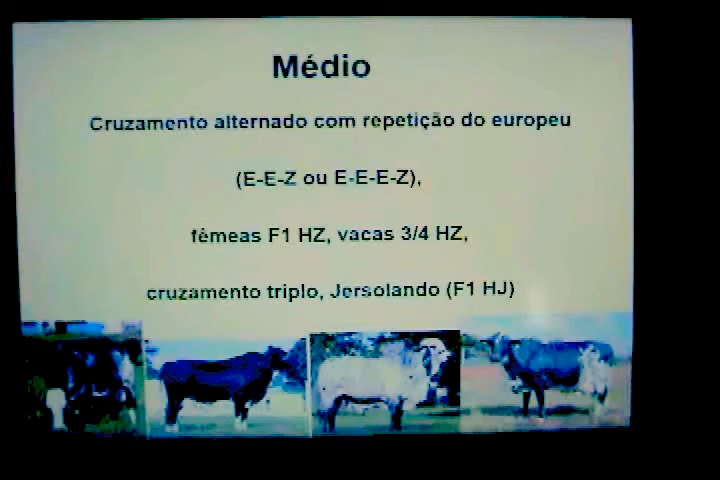 Médio
Cruzamento alternado com repetição do europeu
(E-E-Z ou E-E-E-Z),
fêmeas F1 HZ, vacas 3/4 HZ,
cruzamento triplo, Jersolando (F1 HJ)